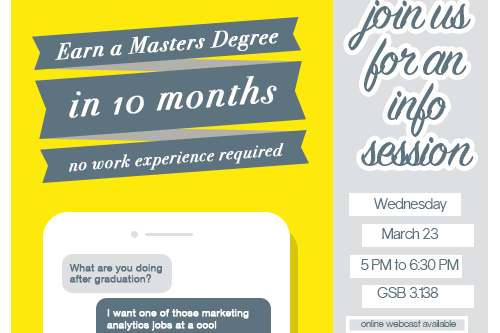 Earn a Masters Degree
in 10 months
no work experience required
What are you doing
after graduation?
I want one of those marketing
analytics jobs at a cool
join us
for an
info
session
Wednesday
March 23
5 PM to 6:30 PM
GSB 3.138
online webcast available